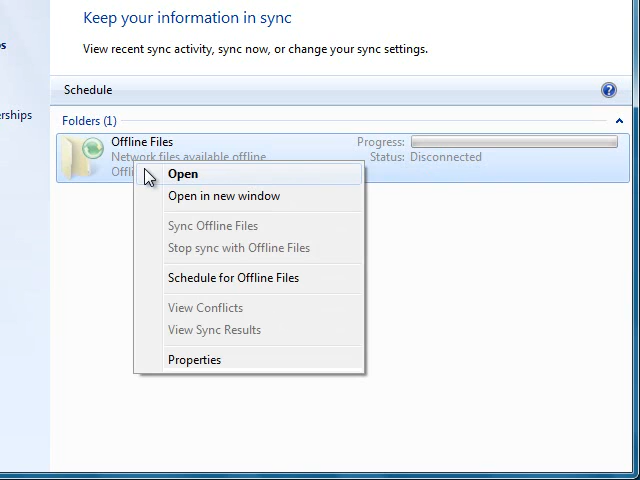 Keep your information in sync
View recent sync activity, sync now, or change your sync settings.
Schedule
Folders (1)
Offline Files
Progress:
Network files available offline
Status: Disconnected
Open
Open in new window
Sync Offline Files
Stop sync with Offline Files
Schedule for Offline Files
View Conflicts
View Sync Results
Properties